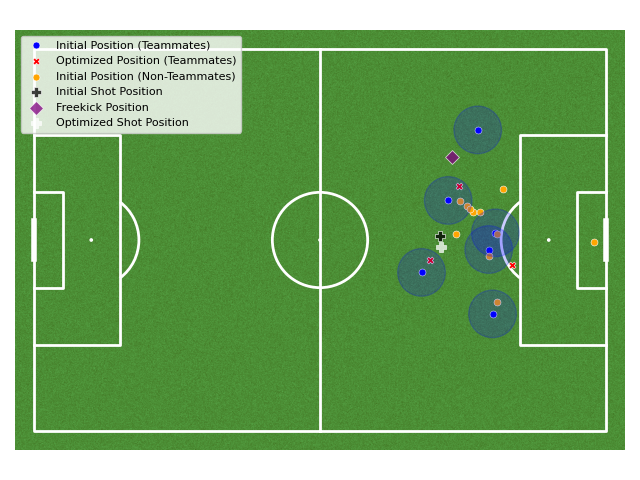 Initial Position (Teammates)
Optimized Position (Teammates)
Initial Position (Non-Teammates)
Initial Shot Position
Freekick Position
Optimized Shot Position